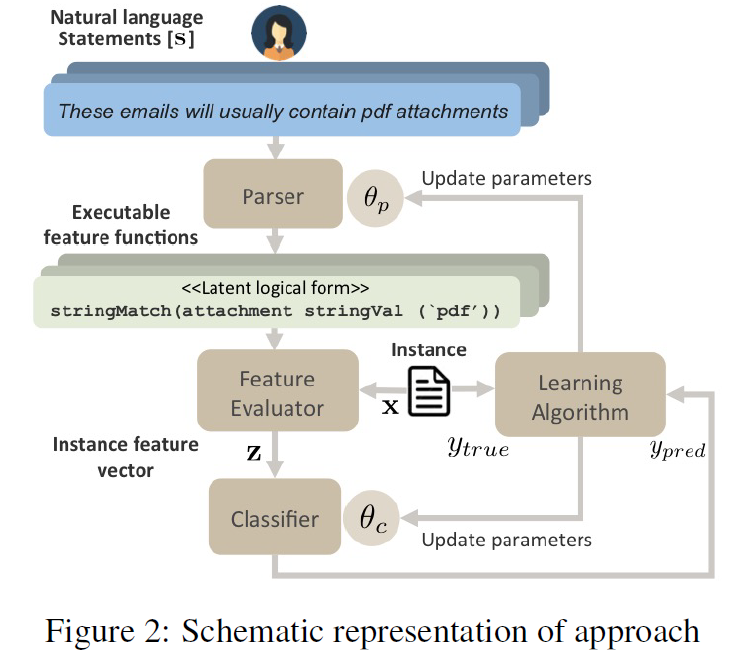 Natural language
Statements [s]
These emails will usually contain pdf attachments
Parser
θp
Update parameters
Executable
feature functions
<<Latent logical form>>
stringMatch(attachment stringVal (`pdf’))
Instance
Feature
Evaluator
x
Learning
Algorithm
ytrue
ypred
Instance feature
vector
z
Classifier
θc
Update parameters
Figure 2: Schematic representation of approach